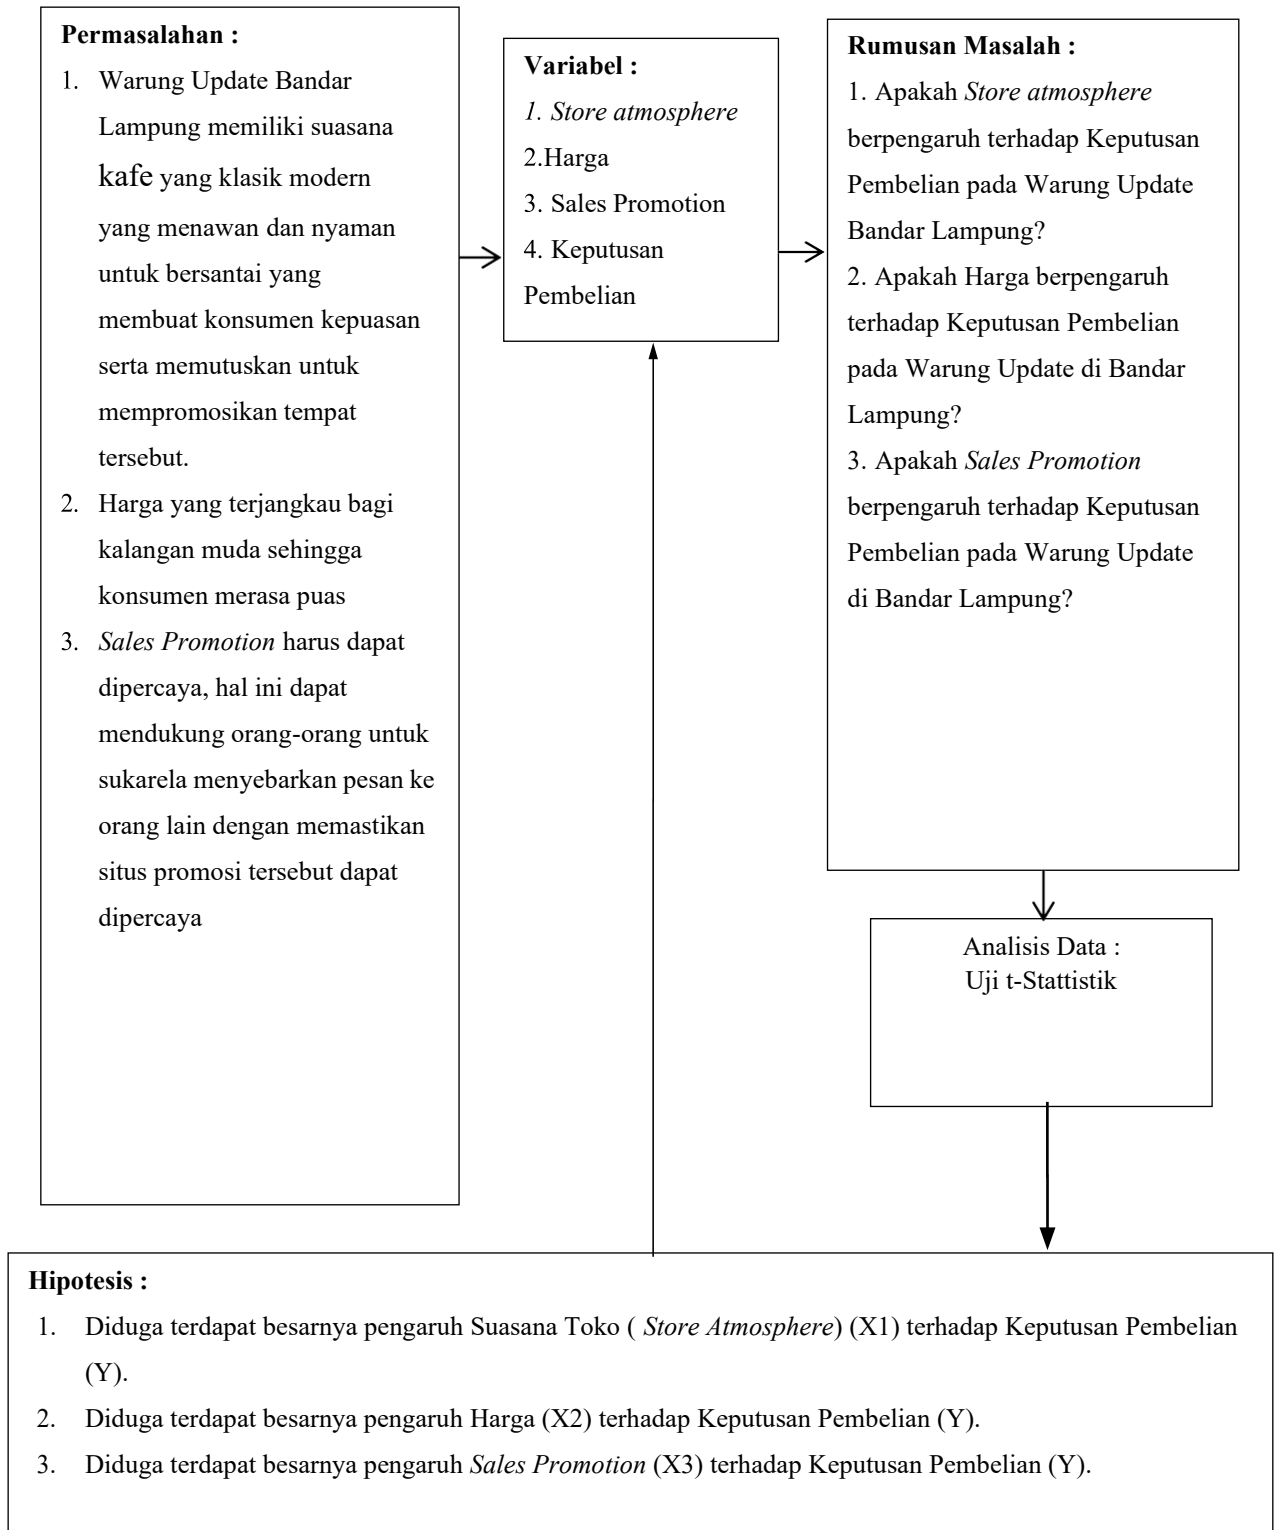 Permasalahan :
1. Warung Update Bandar
Lampung memiliki suasana
kafe yang klasik modern
yang menawan dan nyaman
untuk bersantai yang
membuat konsumen kepuasan
serta memutuskan untuk
mempromosikan tempat
tersebut.
2. Harga yang terjangkau bagi
kalangan muda sehingga
konsumen merasa puas
3. Sales Promotion harus dapat
dipercaya, hal ini dapat
mendukung orang-orang untuk
sukarela menyebarkan pesan ke
orang lain dengan memastikan
situs promosi tersebut dapat
dipercaya
Variabel :
1. Store atmosphere
2.Harga
3. Sales Promotion
4. Keputusan
Pembelian
Rumusan Masalah :
1. Apakah Store atmosphere
berpengaruh terhadap Keputusan
Pembelian pada Warung Update
Bandar Lampung?
2. Apakah Harga berpengaruh
terhadap Keputusan Pembelian
pada Warung Update di Bandar
Lampung?
3. Apakah Sales Promotion
berpengaruh terhadap Keputusan
Pembelian pada Warung Update
di Bandar Lampung?
Analisis Data :
Uji t-Stattistik
Hipotesis :
1. Diduga terdapat besarnya pengaruh Suasana Toko ( Store Atmosphere) (X1) terhadap Keputusan Pembelian
(Y).
2. Diduga terdapat besarnya pengaruh Harga (X2) terhadap Keputusan Pembelian (Y).
3. Diduga terdapat besarnya pengaruh Sales Promotion (X3) terhadap Keputusan Pembelian (Y).